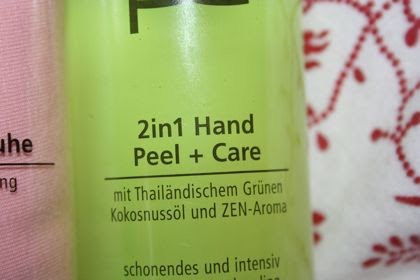 2in1 Hand
Peel + Care
mit Thailändischem Grünen
Kokosnussöl und ZEN-Aroma
schonendes und intensiv